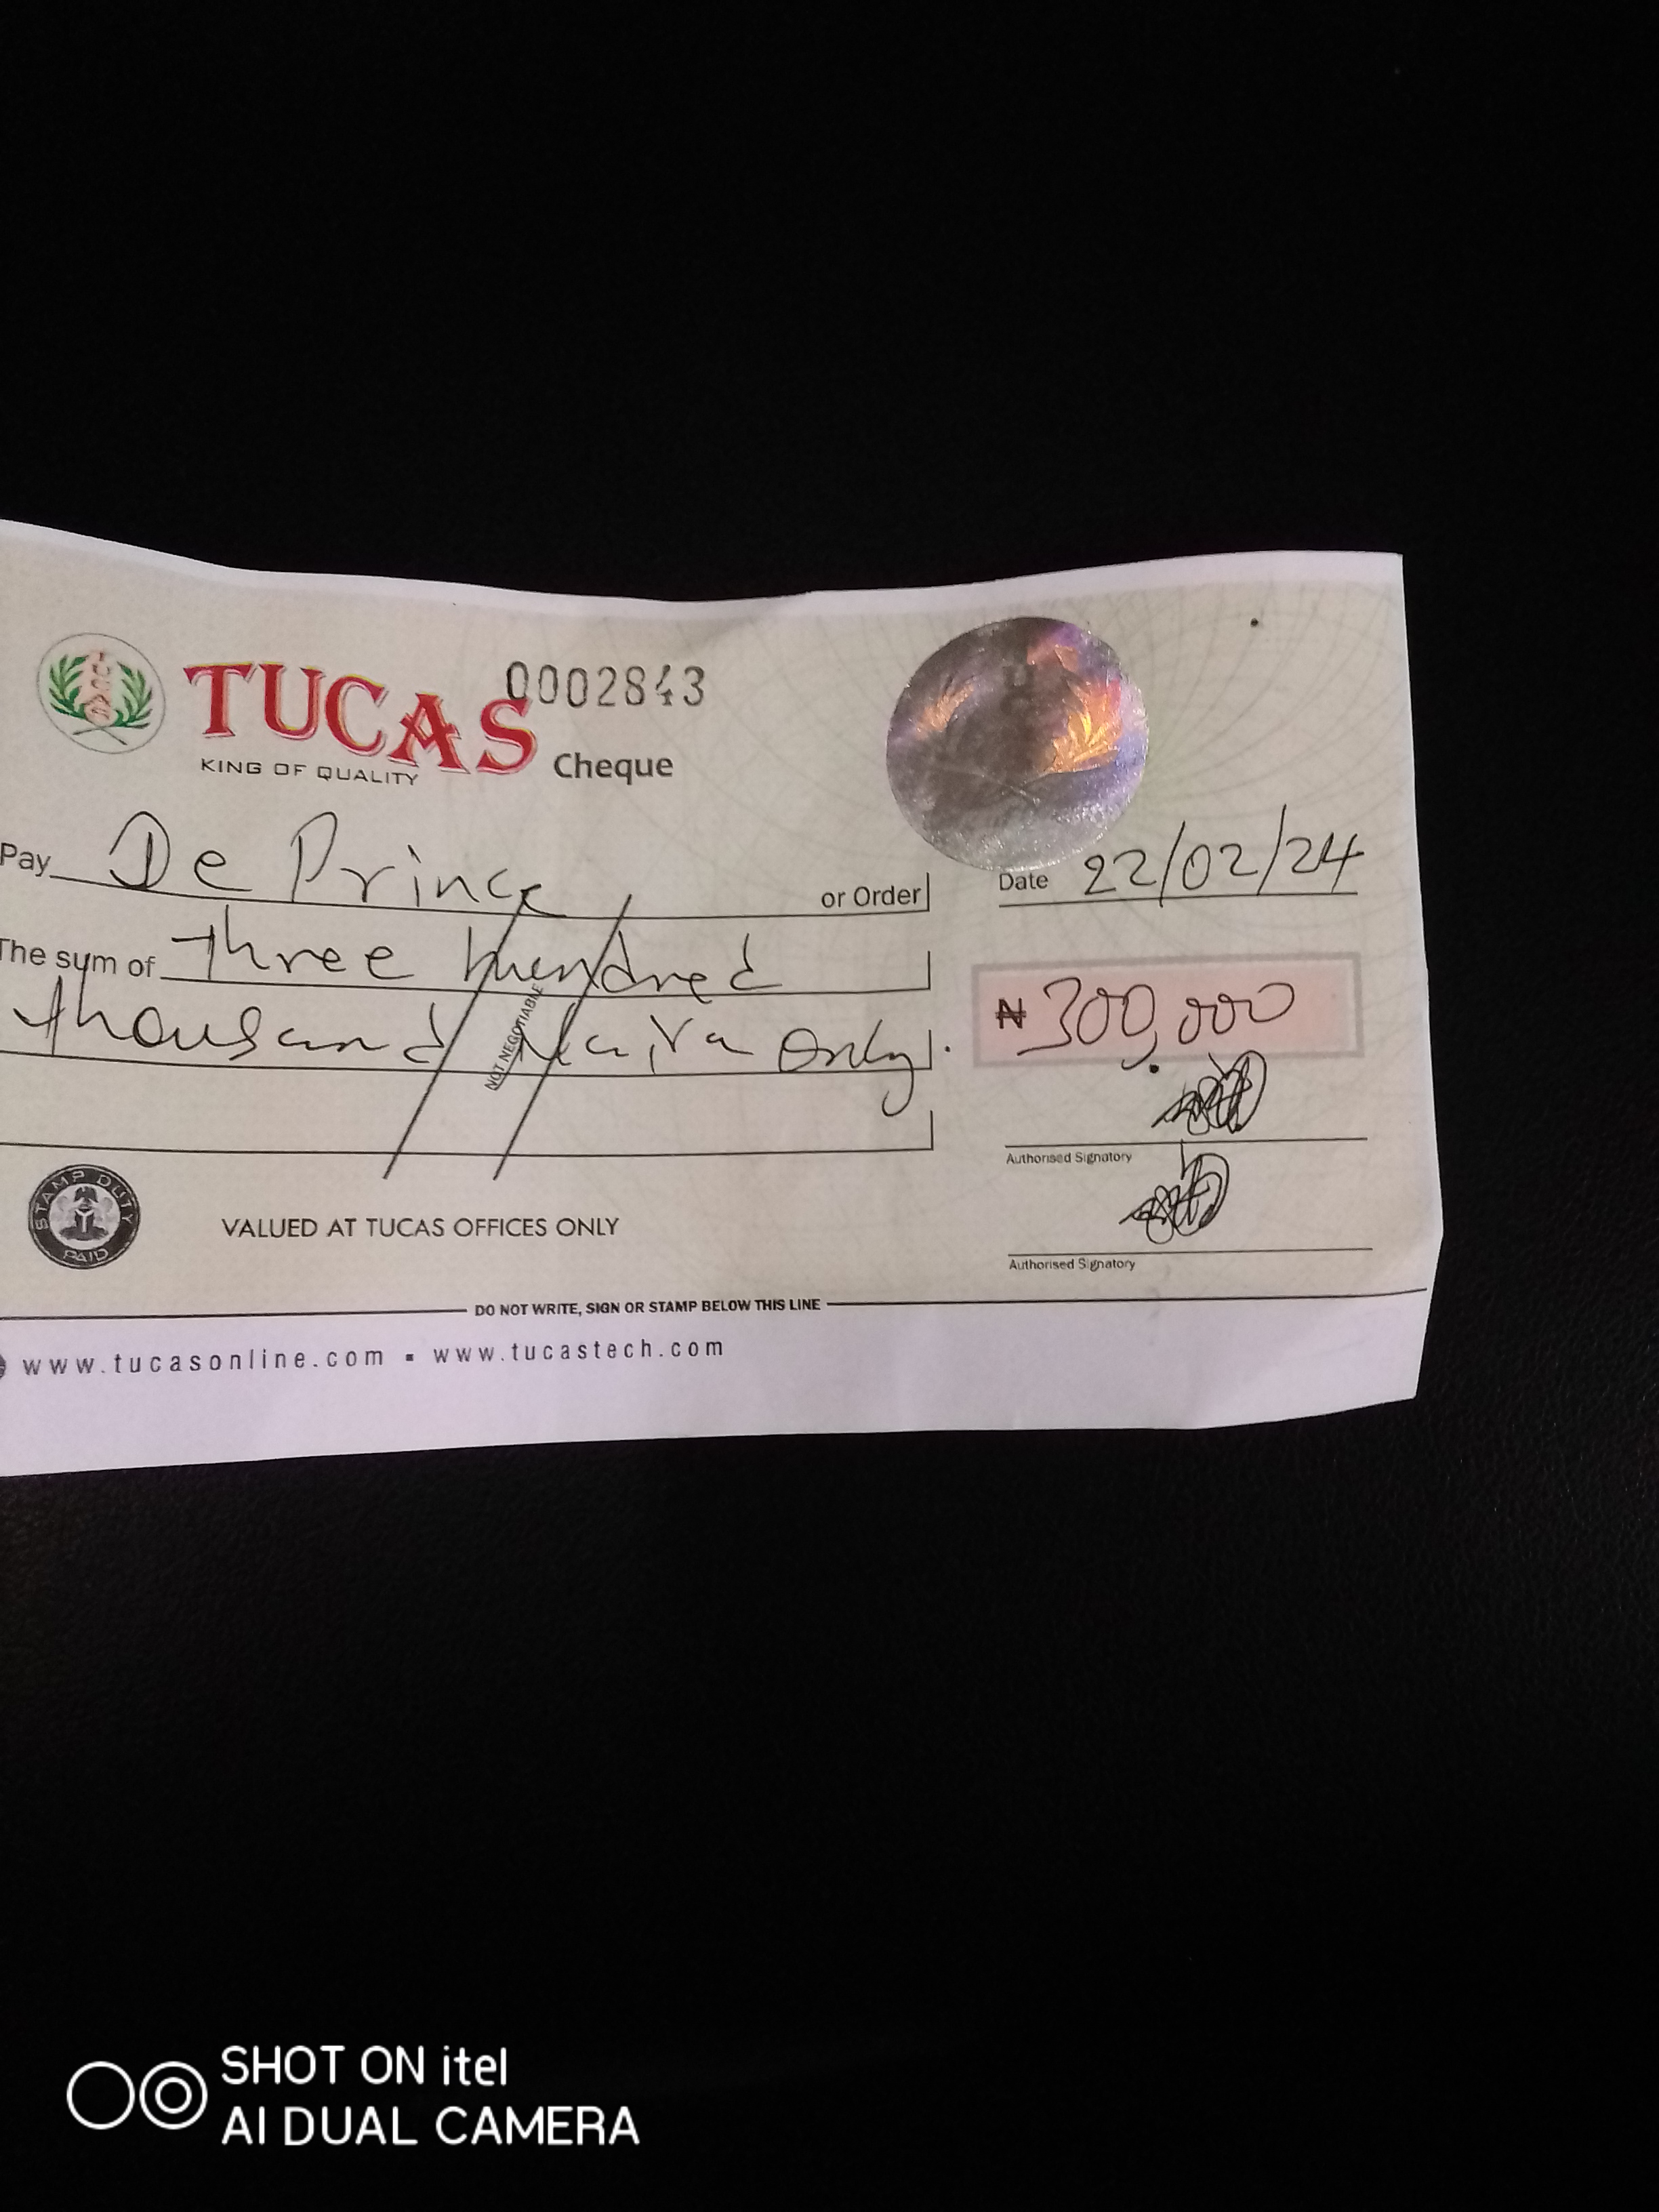 TUCAS
0002843
KING OF QUALITY
Cheque
Pay De Prince or Order
Date 22/02/24
The sum of three hundred
thousand Naira only.
₦ 300,000
NOT NEGOTIABLE
Authorised Signatory
Authorised Signatory
STAMP DUTY
PAID
VALUED AT TUCAS OFFICES ONLY
DO NOT WRITE, SIGN OR STAMP BELOW THIS LINE
www.tucasonline.com ▪ www.tucastech.com
SHOT ON itel
AI DUAL CAMERA